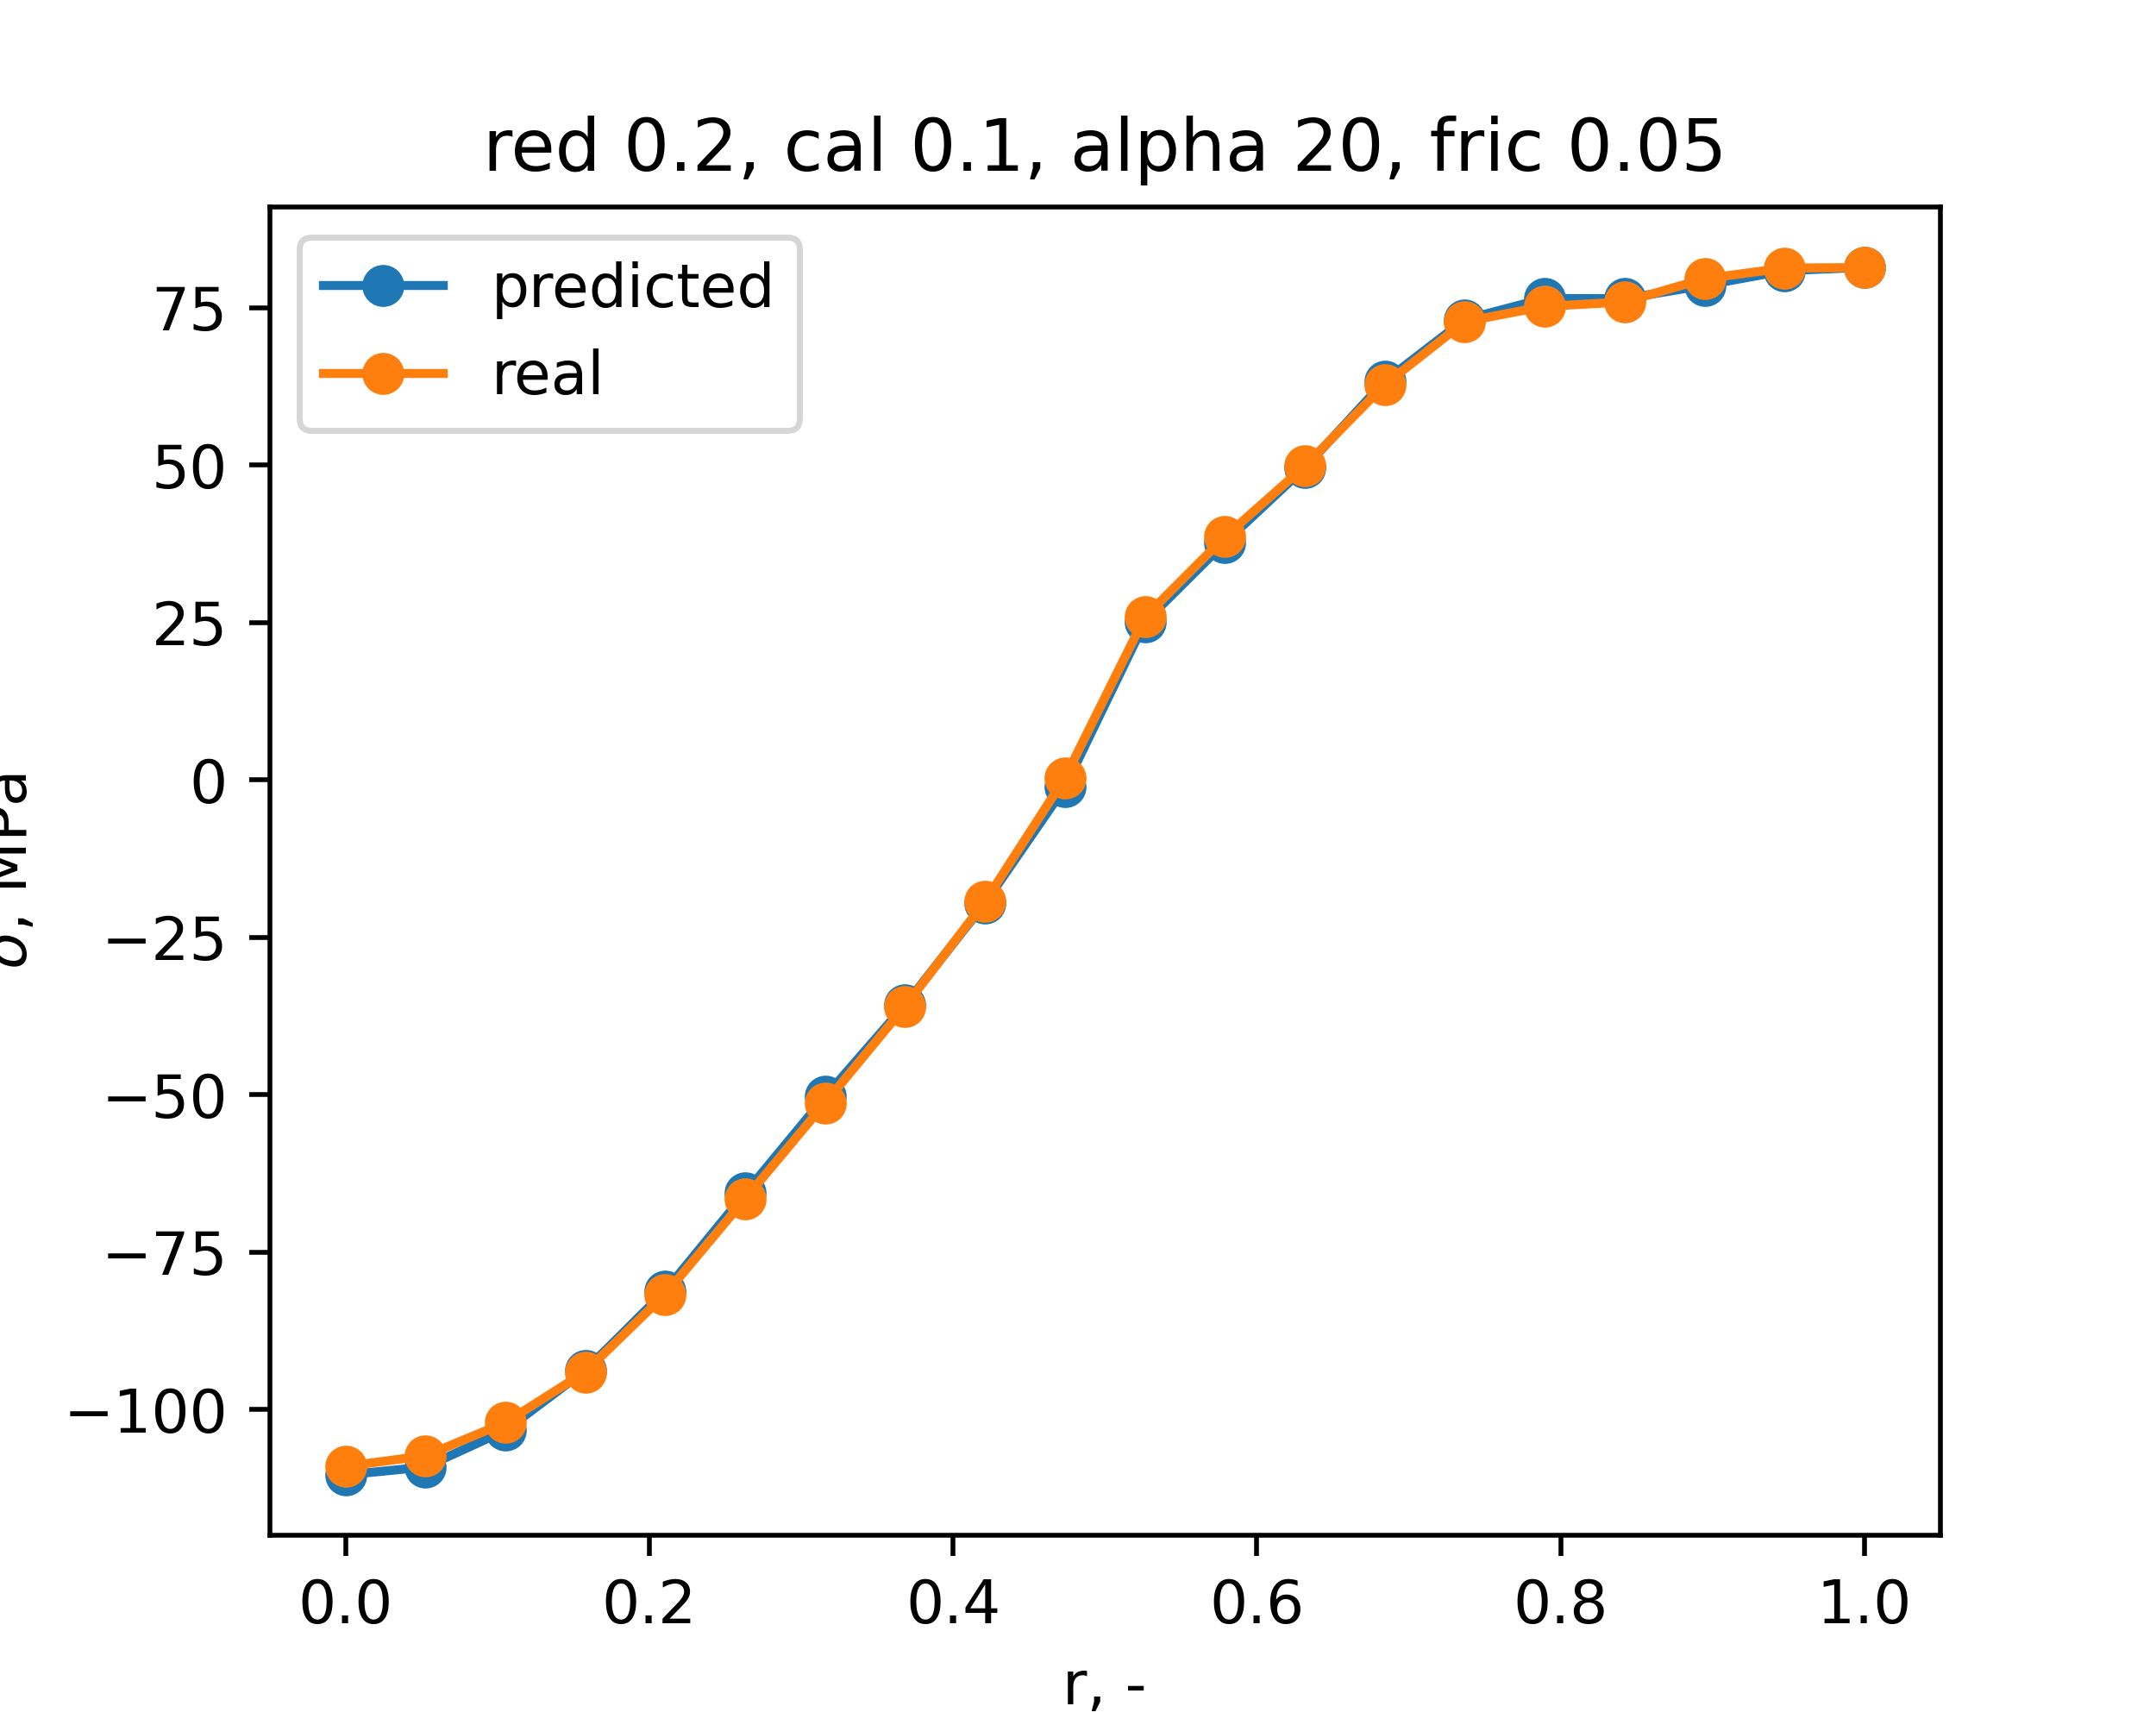 red 0.2, cal 0.1, alpha 20, fric 0.05
predicted
real
75
50
25
0
−25
−50
−75
−100
σ, MPa
0.0 0.2 0.4 0.6 0.8 1.0
r, -